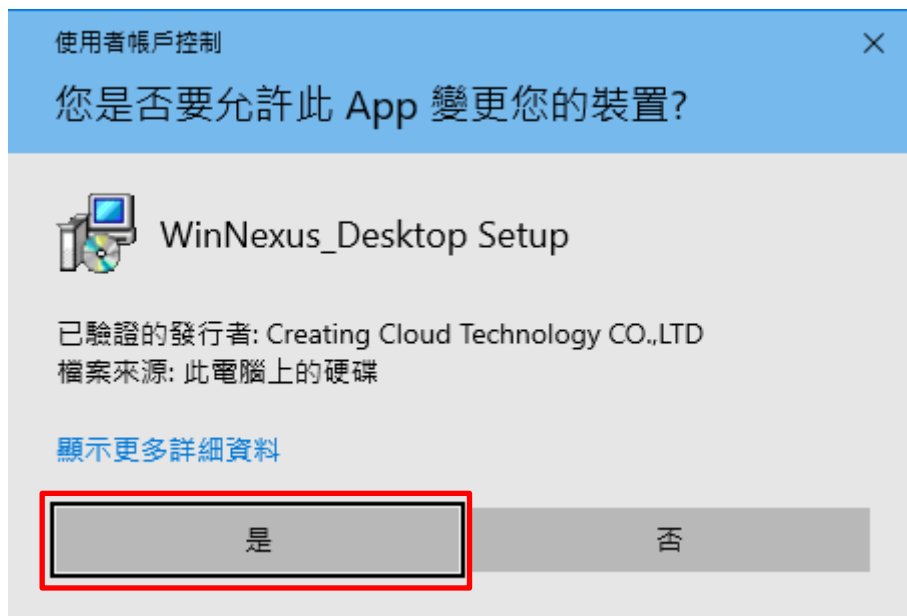 使用者帳戶控制
您是否要允許此 App 變更您的裝置?
WinNexus_Desktop Setup
已驗證的發行者: Creating Cloud Technology CO.,LTD
檔案來源: 此電腦上的硬碟
顯示更多詳細資料
是
否